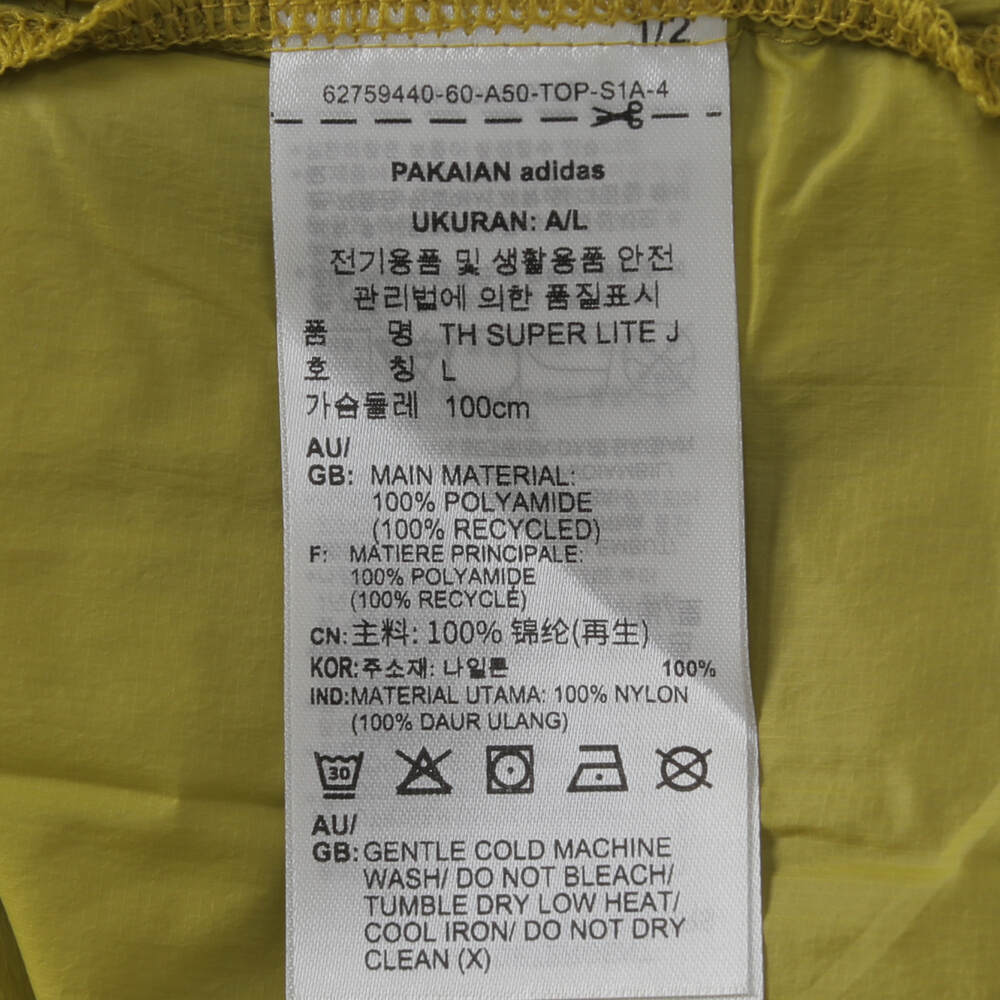 1/2
62759440-60-A50-TOP-S1A-4
PAKAIAN adidas
UKURAN: A/L
전기용품 및 생활용품 안전
관리법에 의한 품질표시
품 명 TH SUPER LITE J
호 칭 L
가슴둘레 100cm
AU/
GB: MAIN MATERIAL:
100% POLYAMIDE
(100% RECYCLED)
F: MATIERE PRINCIPALE:
100% POLYAMIDE
(100% RECYCLÉ)
CN: 主料: 100% 锦纶(再生)
KOR: 주소재: 나일론 100%
IND: MATERIAL UTAMA: 100% NYLON
(100% DAUR ULANG)
30
AU/
GB: GENTLE COLD MACHINE
WASH/ DO NOT BLEACH/
TUMBLE DRY LOW HEAT/
COOL IRON/ DO NOT DRY
CLEAN (X)